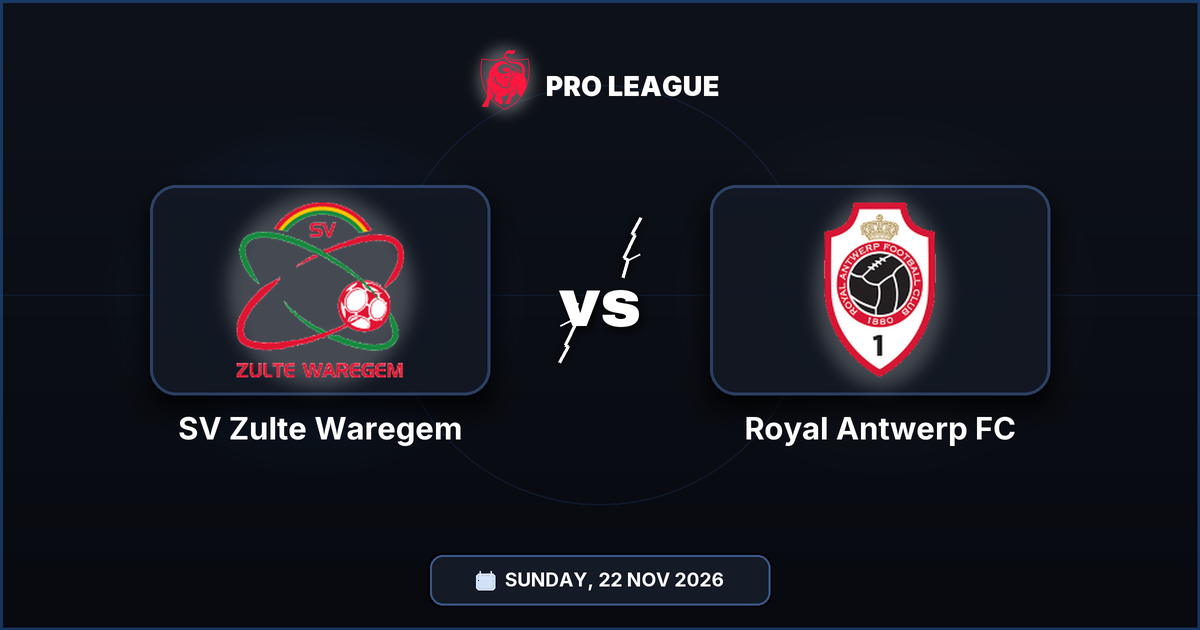 PRO LEAGUE
SV
ZULTE WAREGEM
ROYAL ANTWERP FOOTBALL CLUB
1880
1
vs
SV Zulte Waregem
Royal Antwerp FC
SUNDAY, 22 NOV 2026